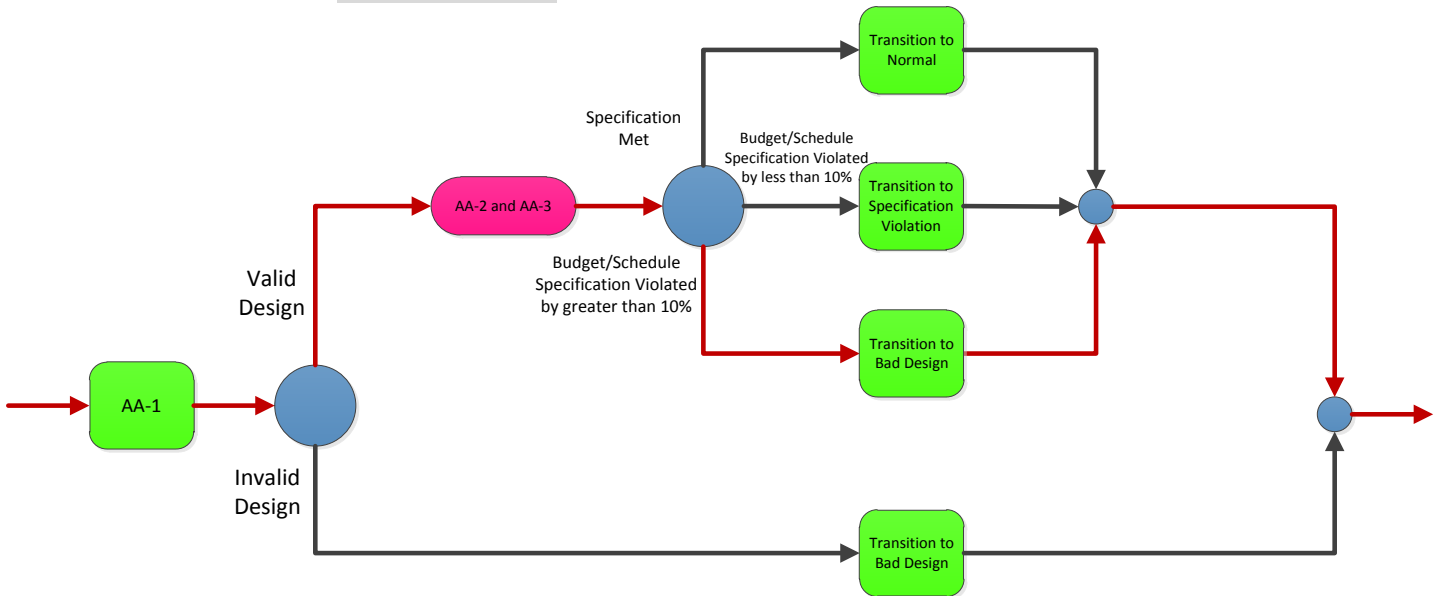 Transition to
Normal
Specification
Met
Budget/Schedule
Specification Violated
by less than 10%
Transition to
Specification
Violation
AA-2 and AA-3
Budget/Schedule
Specification Violated
by greater than 10%
Valid
Design
Transition to
Bad Design
AA-1
Invalid
Design
Transition to
Bad Design